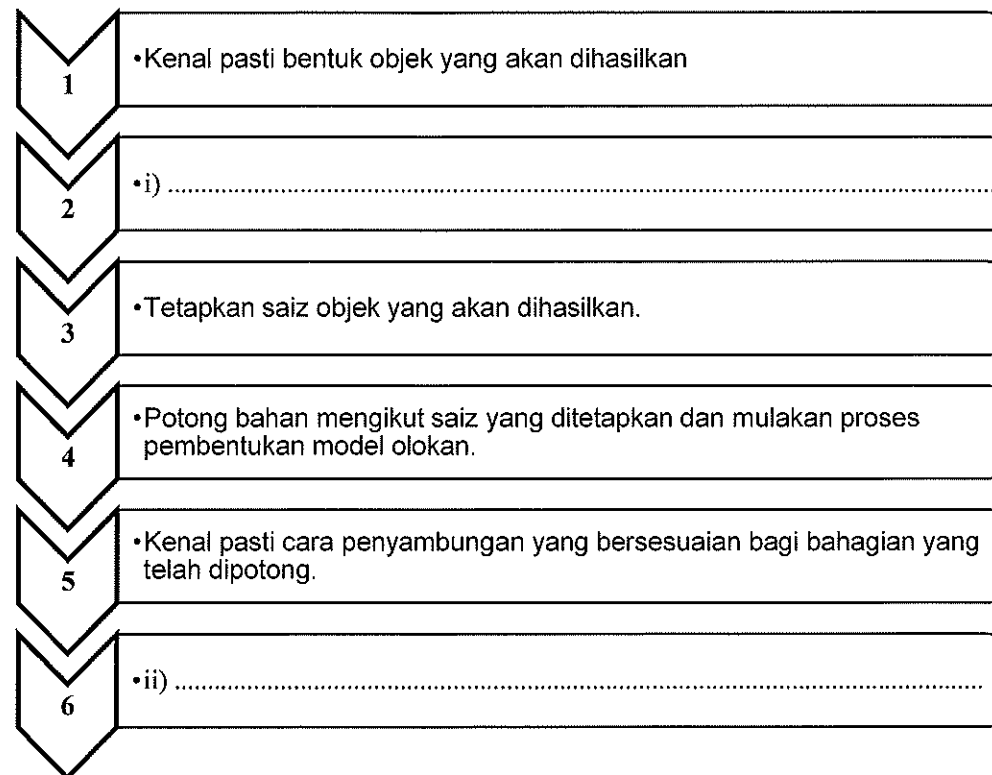 1
•Kenal pasti bentuk objek yang akan dihasilkan
2
•i) ........................................................................................................
3
•Tetapkan saiz objek yang akan dihasilkan.
4
•Potong bahan mengikut saiz yang ditetapkan dan mulakan proses
pembentukan model olokan.
5
•Kenal pasti cara penyambungan yang bersesuaian bagi bahagian yang
telah dipotong.
6
•ii) ......................................................................................................